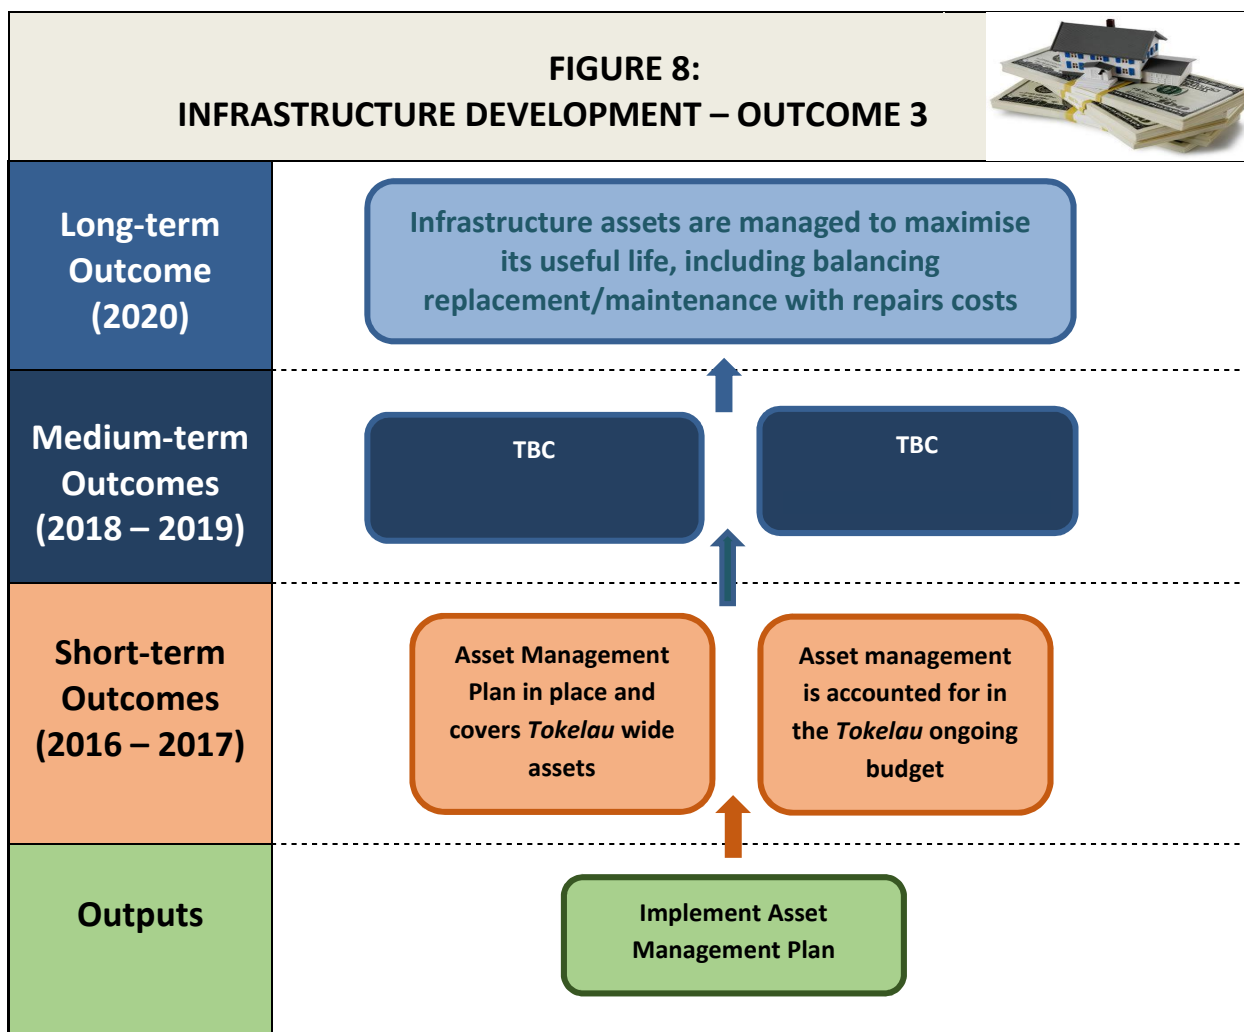 FIGURE 8:
INFRASTRUCTURE DEVELOPMENT – OUTCOME 3
Long-term
Outcome
(2020)
Infrastructure assets are managed to maximise
its useful life, including balancing
replacement/maintenance with repairs costs
Medium-term
Outcomes
(2018 – 2019)
TBC
TBC
Short-term
Outcomes
(2016 – 2017)
Asset Management
Plan in place and
covers Tokelau wide
assets
Asset management
is accounted for in
the Tokelau ongoing
budget
Outputs
Implement Asset
Management Plan